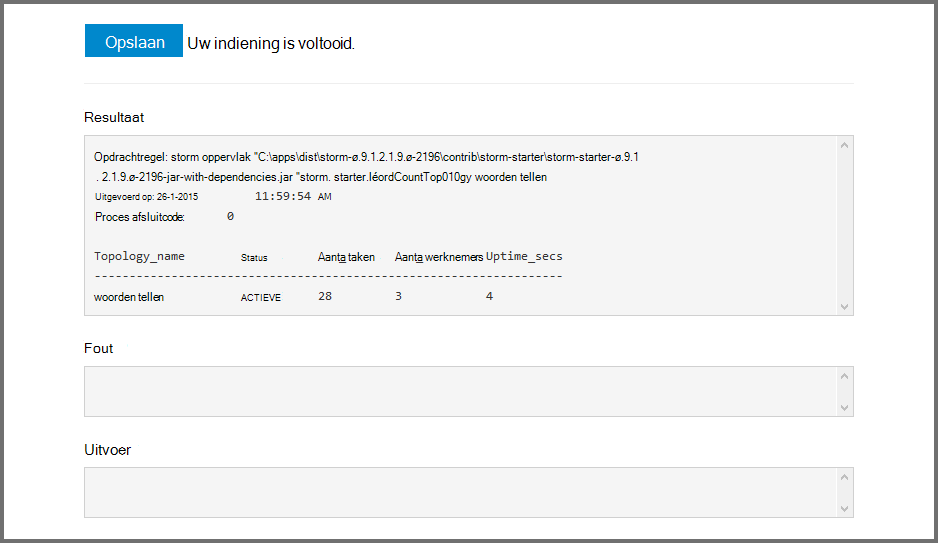 Opslaan Uw indiening is voltooid.
Resultaat
Opdrachtregel: storm oppervlak "C:\apps\dist\storm-ø.9.1.2.1.9.ø-2196\contrib\storm-starter\storm-starter-ø.9.1
. 2.1.9.ø-2196-jar-with-dependencies.jar "storm. starter.léordCountTop010gy woorden tellen
Uitgevoerd op: 26-1-2015 11:59:54 AM
Proces afsluitcode: 0
Topology_name Status Aanta taken Aanta werknemers Uptime_secs
-------------------------------------------------------------------
woorden tellen ACTIEVE 28 3 4
Fout
Uitvoer